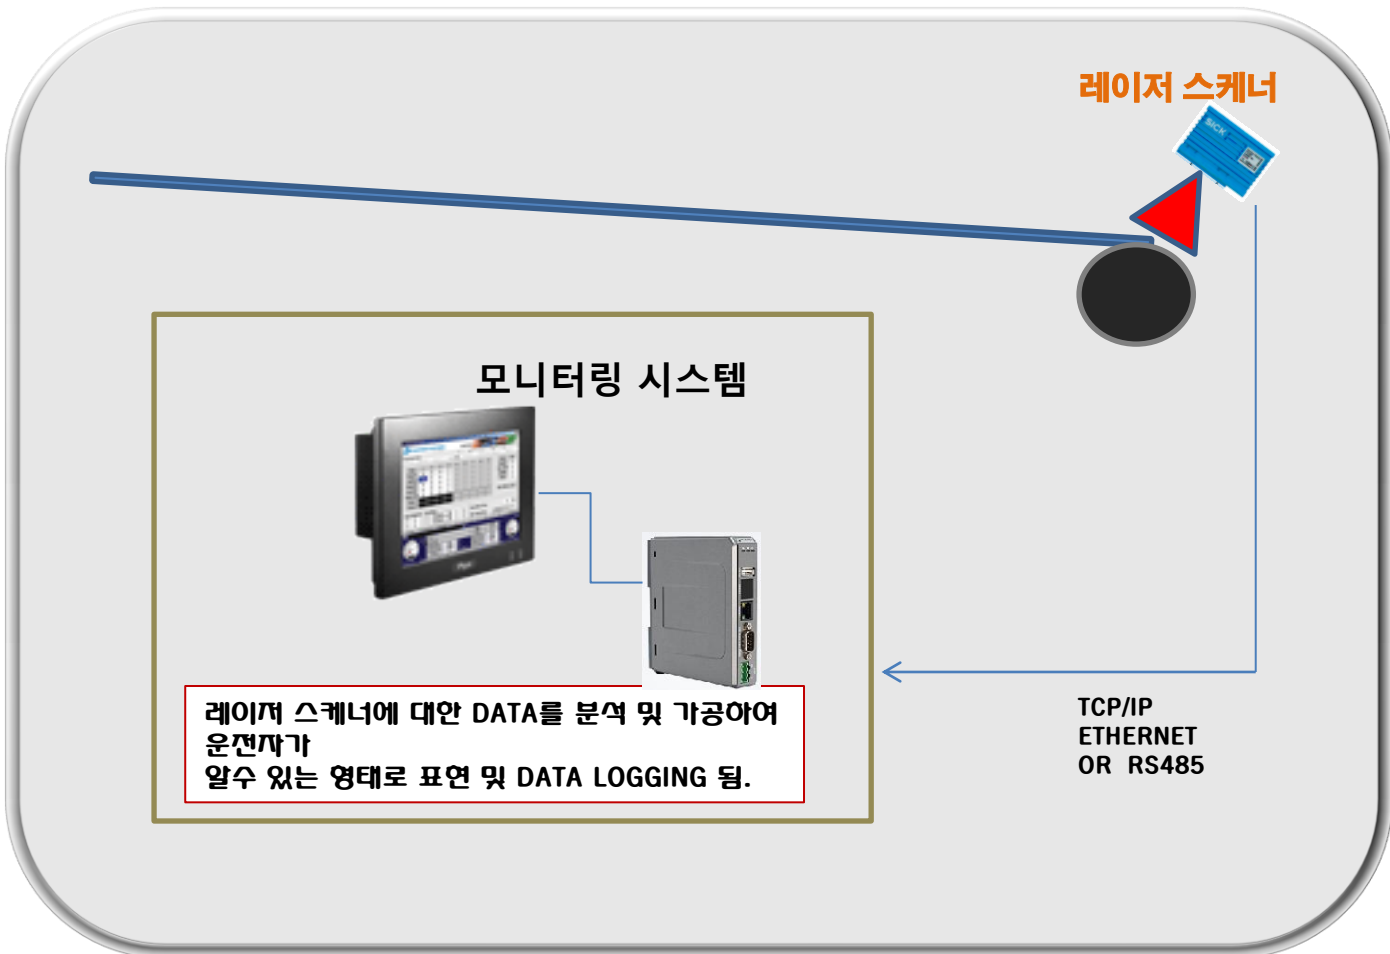 레이저 스케너
SICK
모니터링 시스템
레이저 스케너에 대한 DATA를 분석 및 가공하여
운전자가
알수 있는 형태로 표현 및 DATA LOGGING 됨.
TCP/IP
ETHERNET
OR RS485